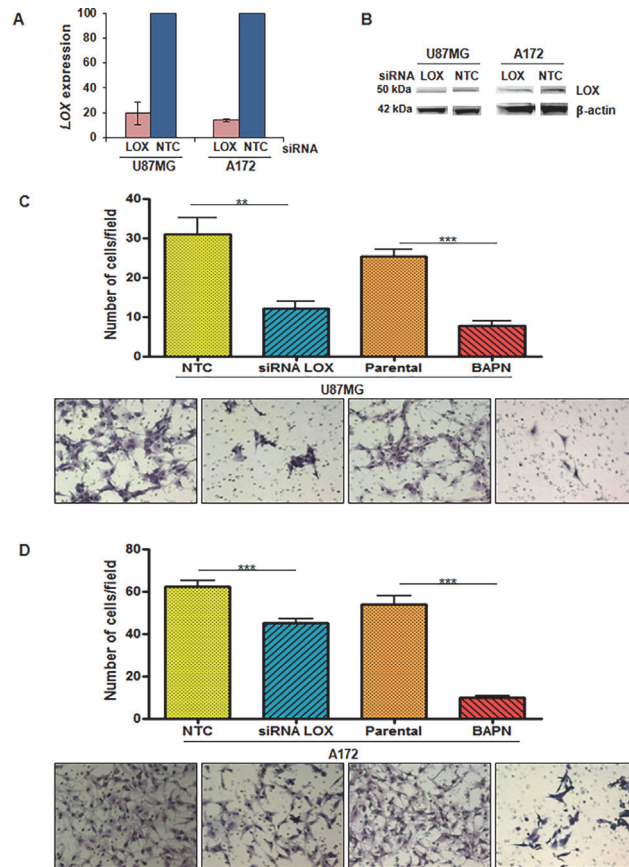 A
LOX expression
100
80
60
40
20
0
LOX NTC LOX NTC siRNA
U87MG A172
B
U87MG A172
siRNA LOX NTC LOX NTC
50 kDa LOX
42 kDa β-actin
C
Number of cells/field
40
30
20
10
0
** ***
NTC siRNA LOX Parental BAPN
U87MG
D
Number of cells/field
80
60
40
20
0
*** ***
NTC siRNA LOX Parental BAPN
A172